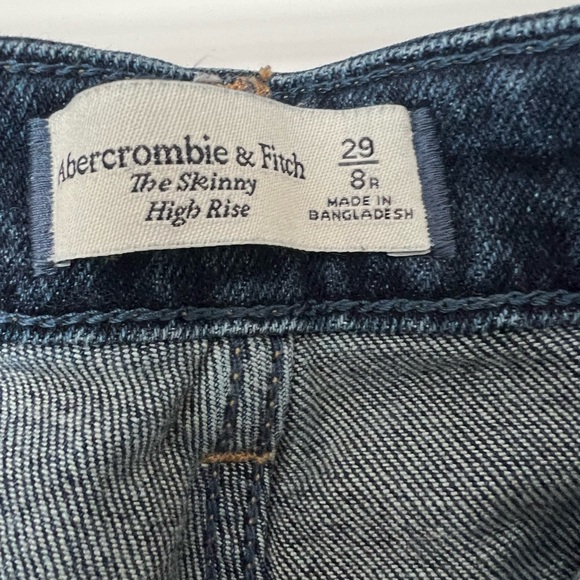 Abercrombie & Fitch
The Skinny
High Rise
29
8R
MADE IN
BANGLADESH